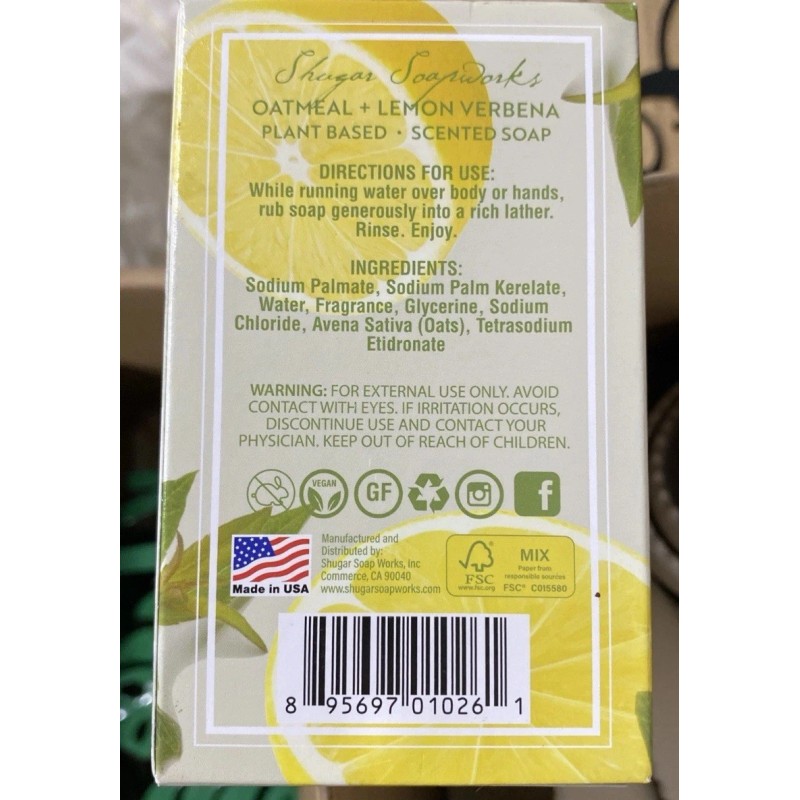 Shugar Soapworks
OATMEAL + LEMON VERBENA
PLANT BASED • SCENTED SOAP
DIRECTIONS FOR USE:
While running water over body or hands,
rub soap generously into a rich lather.
Rinse. Enjoy.
INGREDIENTS:
Sodium Palmate, Sodium Palm Kerelate,
Water, Fragrance, Glycerine, Sodium
Chloride, Avena Sativa (Oats), Tetrasodium
Etidronate
WARNING: FOR EXTERNAL USE ONLY. AVOID
CONTACT WITH EYES. IF IRRITATION OCCURS,
DISCONTINUE USE AND CONTACT YOUR
PHYSICIAN. KEEP OUT OF REACH OF CHILDREN.
VEGAN
GF
f
Made in USA
Manufactured and
Distributed by:
Shugar Soap Works, Inc
Commerce, CA 90040
www.shugarsoapworks.com
FSC
www.fsc.org
MIX
Paper from
responsible sources
FSC® C015580
8 95697 01026 1